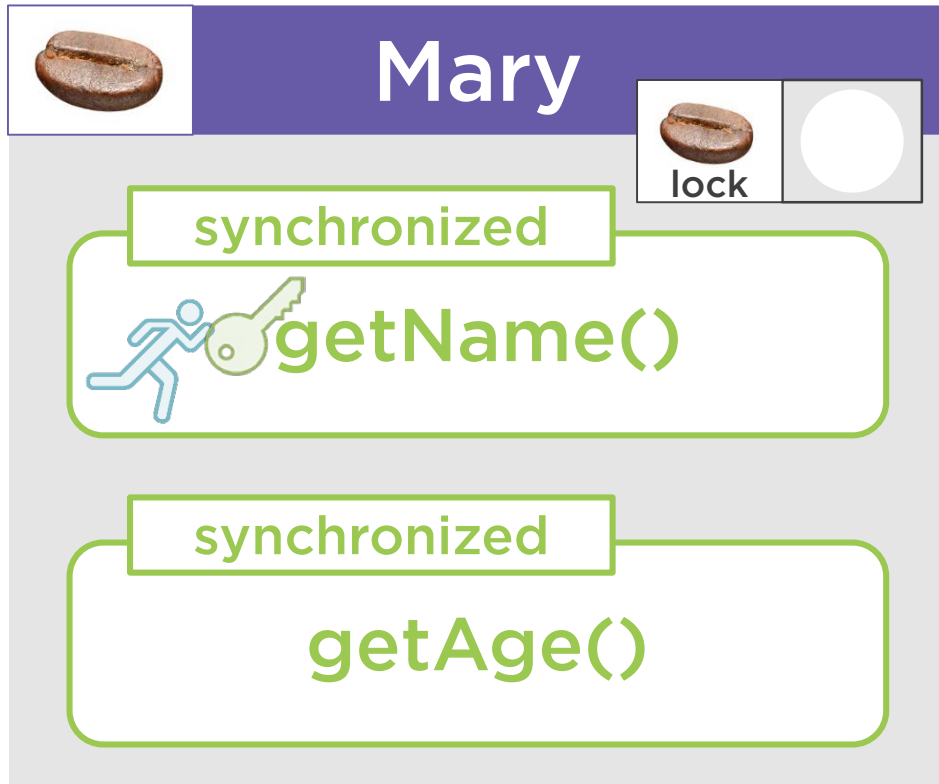 Mary
lock
synchronized
getName()
synchronized
getAge()